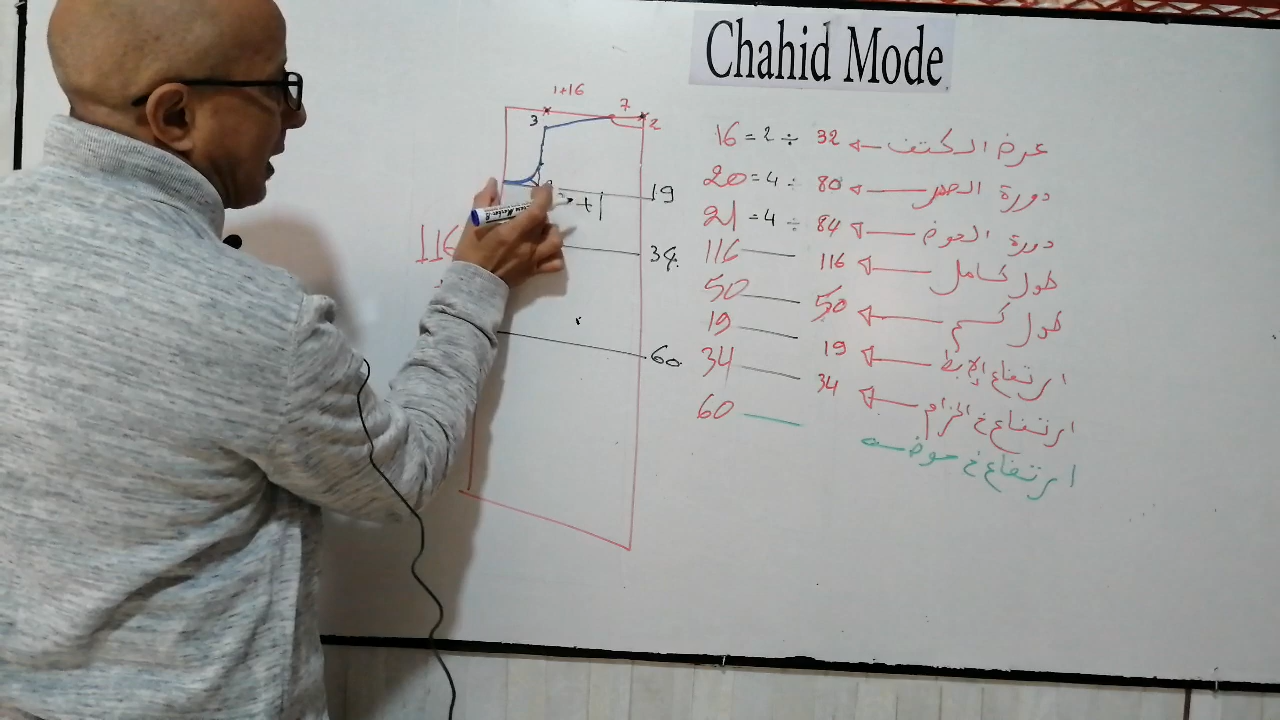 Chahid Mode
1+16
7
3
2
19
+1
116
34
60
عرض الكتف 32 ÷ 2 = 16
دورة الصدر 80 ÷ 4 = 20
دورة الحوض 84 ÷ 4 = 21
طول كامل 116 116
طول كم 50 50
ارتفاع الإبط 19 19
ارتفاع خ الحزام 34 34
ارتفاع خ حوض 60